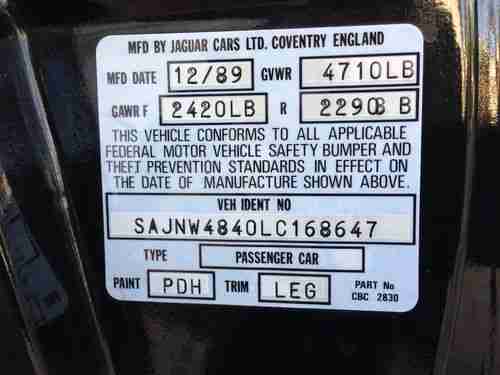 MFD BY JAGUAR CARS LTD. COVENTRY ENGLAND
MFD DATE 12/89 GVWR 4710LB
GAWR F 2420LB R 2290B B
THIS VEHICLE CONFORMS TO ALL APPLICABLE
FEDERAL MOTOR VEHICLE SAFETY BUMPER AND
THEFT PREVENTION STANDARDS IN EFFECT ON
THE DATE OF MANUFACTURE SHOWN ABOVE.
VEH IDENT NO
SAJNW4840LC168647
TYPE PASSENGER CAR
PAINT PDH TRIM LEG
PART No
CBC 2830